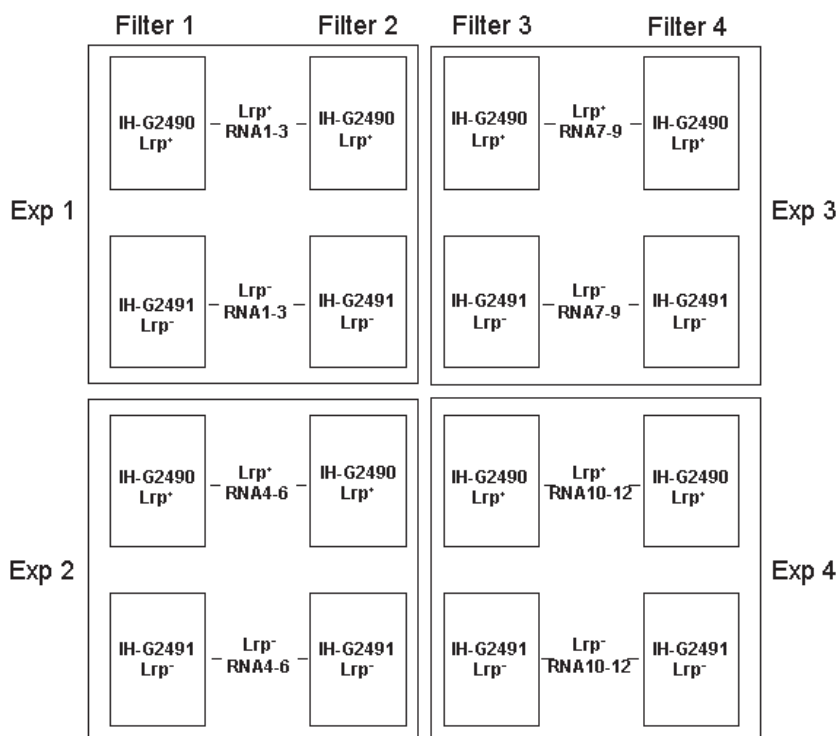 Filter 1 Filter 2 Filter 3 Filter 4
Exp 1
IH-G2490
Lrp⁺
Lrp⁺
RNA1-3
IH-G2490
Lrp⁺
IH-G2491
Lrp⁻
Lrp⁻
RNA1-3
IH-G2491
Lrp⁻
IH-G2490
Lrp⁺
Lrp⁺
RNA7-9
IH-G2490
Lrp⁺
IH-G2491
Lrp⁻
Lrp⁻
RNA7-9
IH-G2491
Lrp⁻
Exp 3
Exp 2
IH-G2490
Lrp⁺
Lrp⁺
RNA4-6
IH-G2490
Lrp⁺
IH-G2491
Lrp⁻
Lrp⁻
RNA4-6
IH-G2491
Lrp⁻
IH-G2490
Lrp⁺
Lrp⁺
RNA10-12
IH-G2490
Lrp⁺
IH-G2491
Lrp⁻
Lrp⁻
RNA10-12
IH-G2491
Lrp⁻
Exp 4